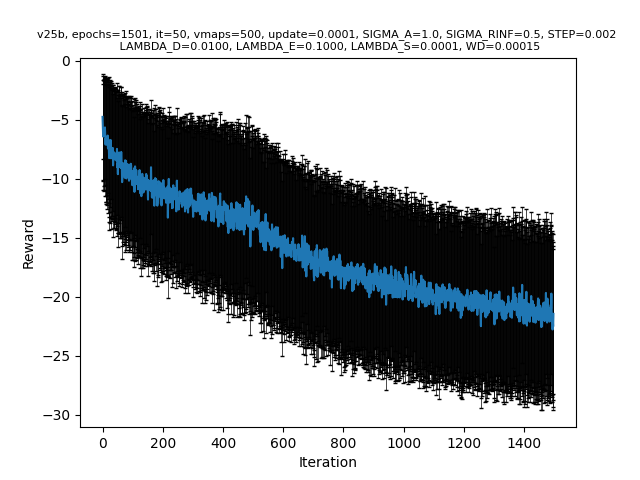 v25b, epochs=1501, it=50, vmaps=500, update=0.0001, SIGMA_A=1.0, SIGMA_RINF=0.5, STEP=0.002
LAMBDA_D=0.0100, LAMBDA_E=0.1000, LAMBDA_S=0.0001, WD=0.00015
0
−5
−10
−15
−20
−25
−30
Reward
0 200 400 600 800 1000 1200 1400
Iteration